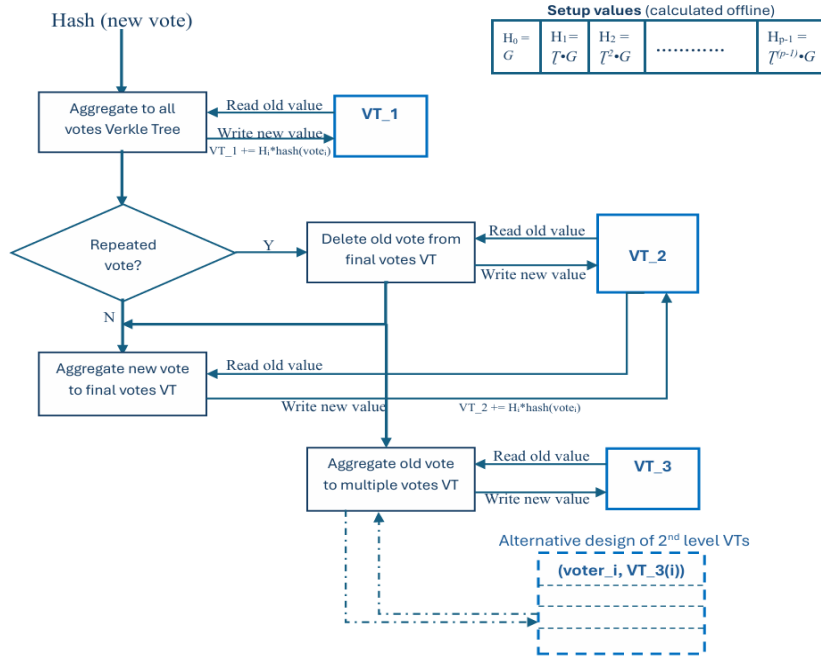 Setup values (calculated offline)
Hash (new vote)
H₀ =
G
H₁=
Ʈ•G
H₂ =
Ʈ²•G
............
Hₚ₋₁ =
Ʈ⁽ᵖ⁻¹⁾•G
Aggregate to all
votes Verkle Tree
Read old value
Write new value
VT_1 += Hᵢ*hash(voteᵢ)
VT_1
Repeated
vote?
Y
N
Delete old vote from
final votes VT
Read old value
Write new value
VT_2
Aggregate new vote
to final votes VT
Read old value
Write new value
VT_2 += Hᵢ*hash(voteᵢ)
Aggregate old vote
to multiple votes VT
Read old value
Write new value
VT_3
Alternative design of 2ⁿᵈ level VTs
(voter_i, VT_3(i))